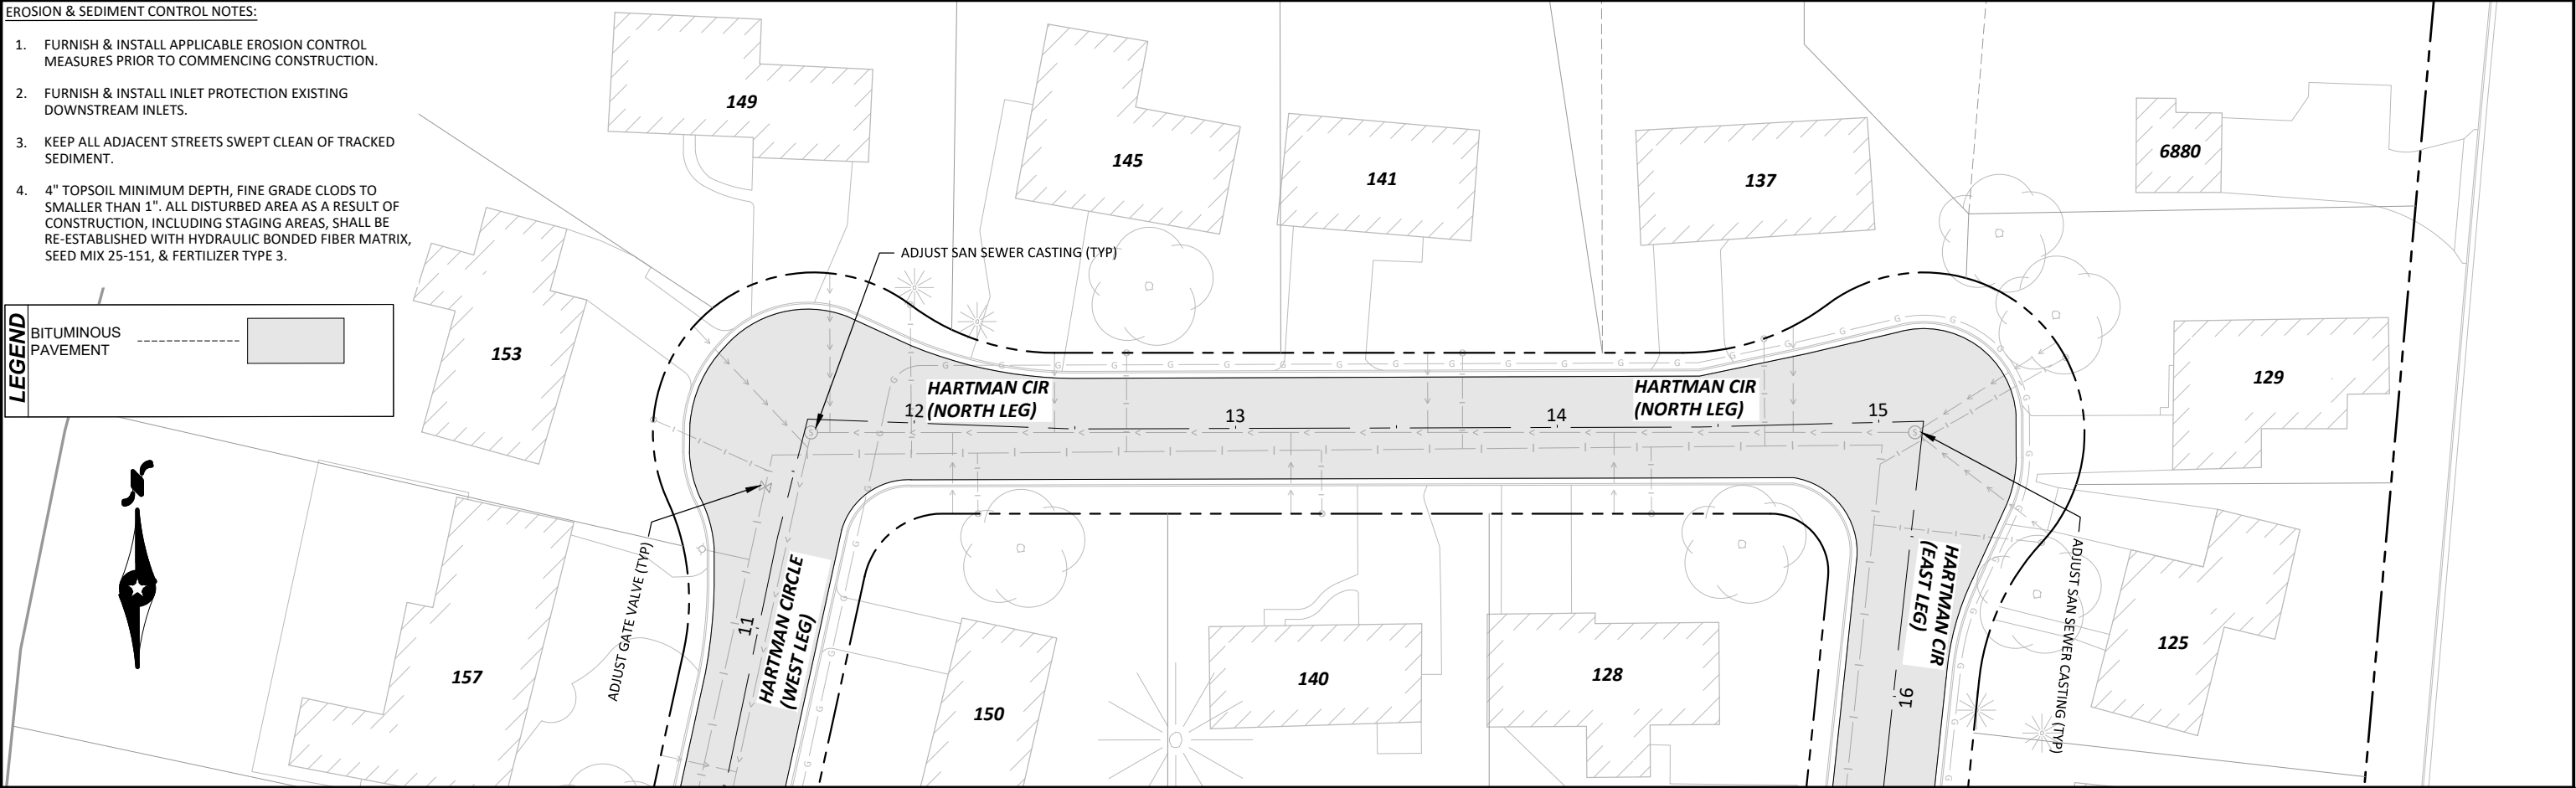 EROSION & SEDIMENT CONTROL NOTES:
1. FURNISH & INSTALL APPLICABLE EROSION CONTROL
MEASURES PRIOR TO COMMENCING CONSTRUCTION.
2. FURNISH & INSTALL INLET PROTECTION EXISTING
DOWNSTREAM INLETS.
3. KEEP ALL ADJACENT STREETS SWEPT CLEAN OF TRACKED
SEDIMENT.
4. 4" TOPSOIL MINIMUM DEPTH, FINE GRADE CLODS TO
SMALLER THAN 1". ALL DISTURBED AREA AS A RESULT OF
CONSTRUCTION, INCLUDING STAGING AREAS, SHALL BE
RE-ESTABLISHED WITH HYDRAULIC BONDED FIBER MATRIX,
SEED MIX 25-151, & FERTILIZER TYPE 3.
LEGEND
BITUMINOUS
PAVEMENT
N
149
145
141
137
6880
153
129
157
150
140
128
125
ADJUST SAN SEWER CASTING (TYP)
HARTMAN CIR
(NORTH LEG)
HARTMAN CIR
(NORTH LEG)
12
13
14
15
11
16
ADJUST GATE VALVE (TYP)
HARTMAN CIRCLE
(WEST LEG)
HARTMAN CIR
(EAST LEG)
ADJUST SAN SEWER CASTING (TYP)